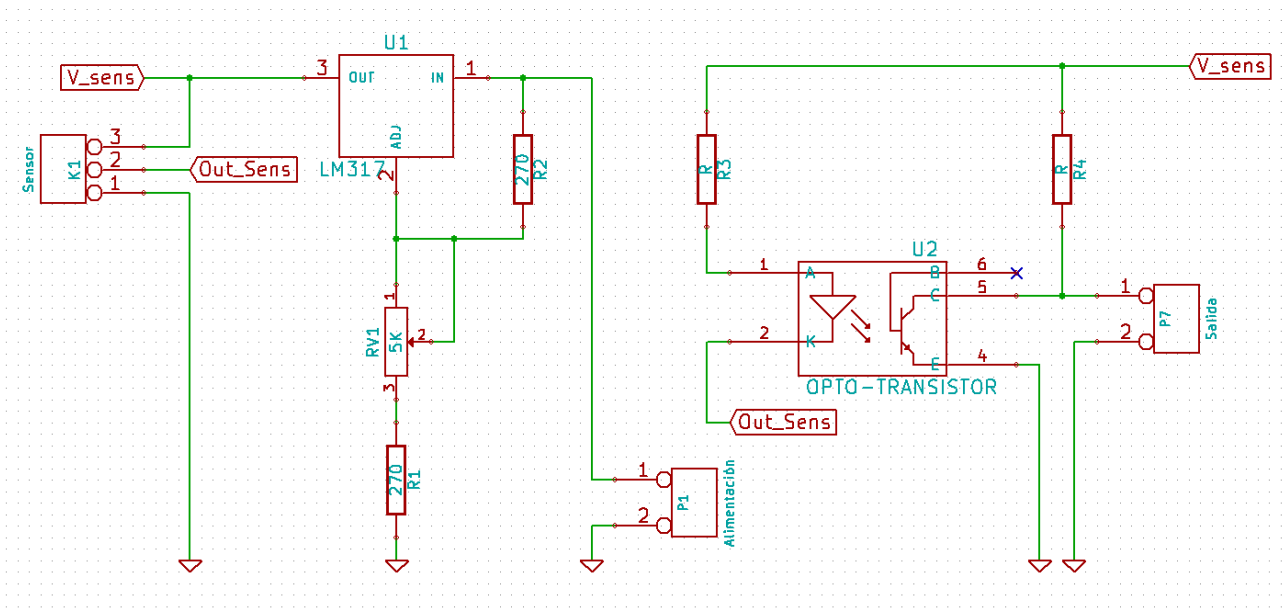 U1
V_sens
3
OUT
IN
1
ADJ
LM317
2
Sensor
K1
3
2
1
Out_Sens
270
R2
RV1
5K
1
2
3
270
R1
1
2
P1
Alimentación
V_sens
R
R3
R
R4
U2
1
A
B
6
C
5
2
K
E
4
OPTO-TRANSISTOR
Out_Sens
1
2
P7
Salida